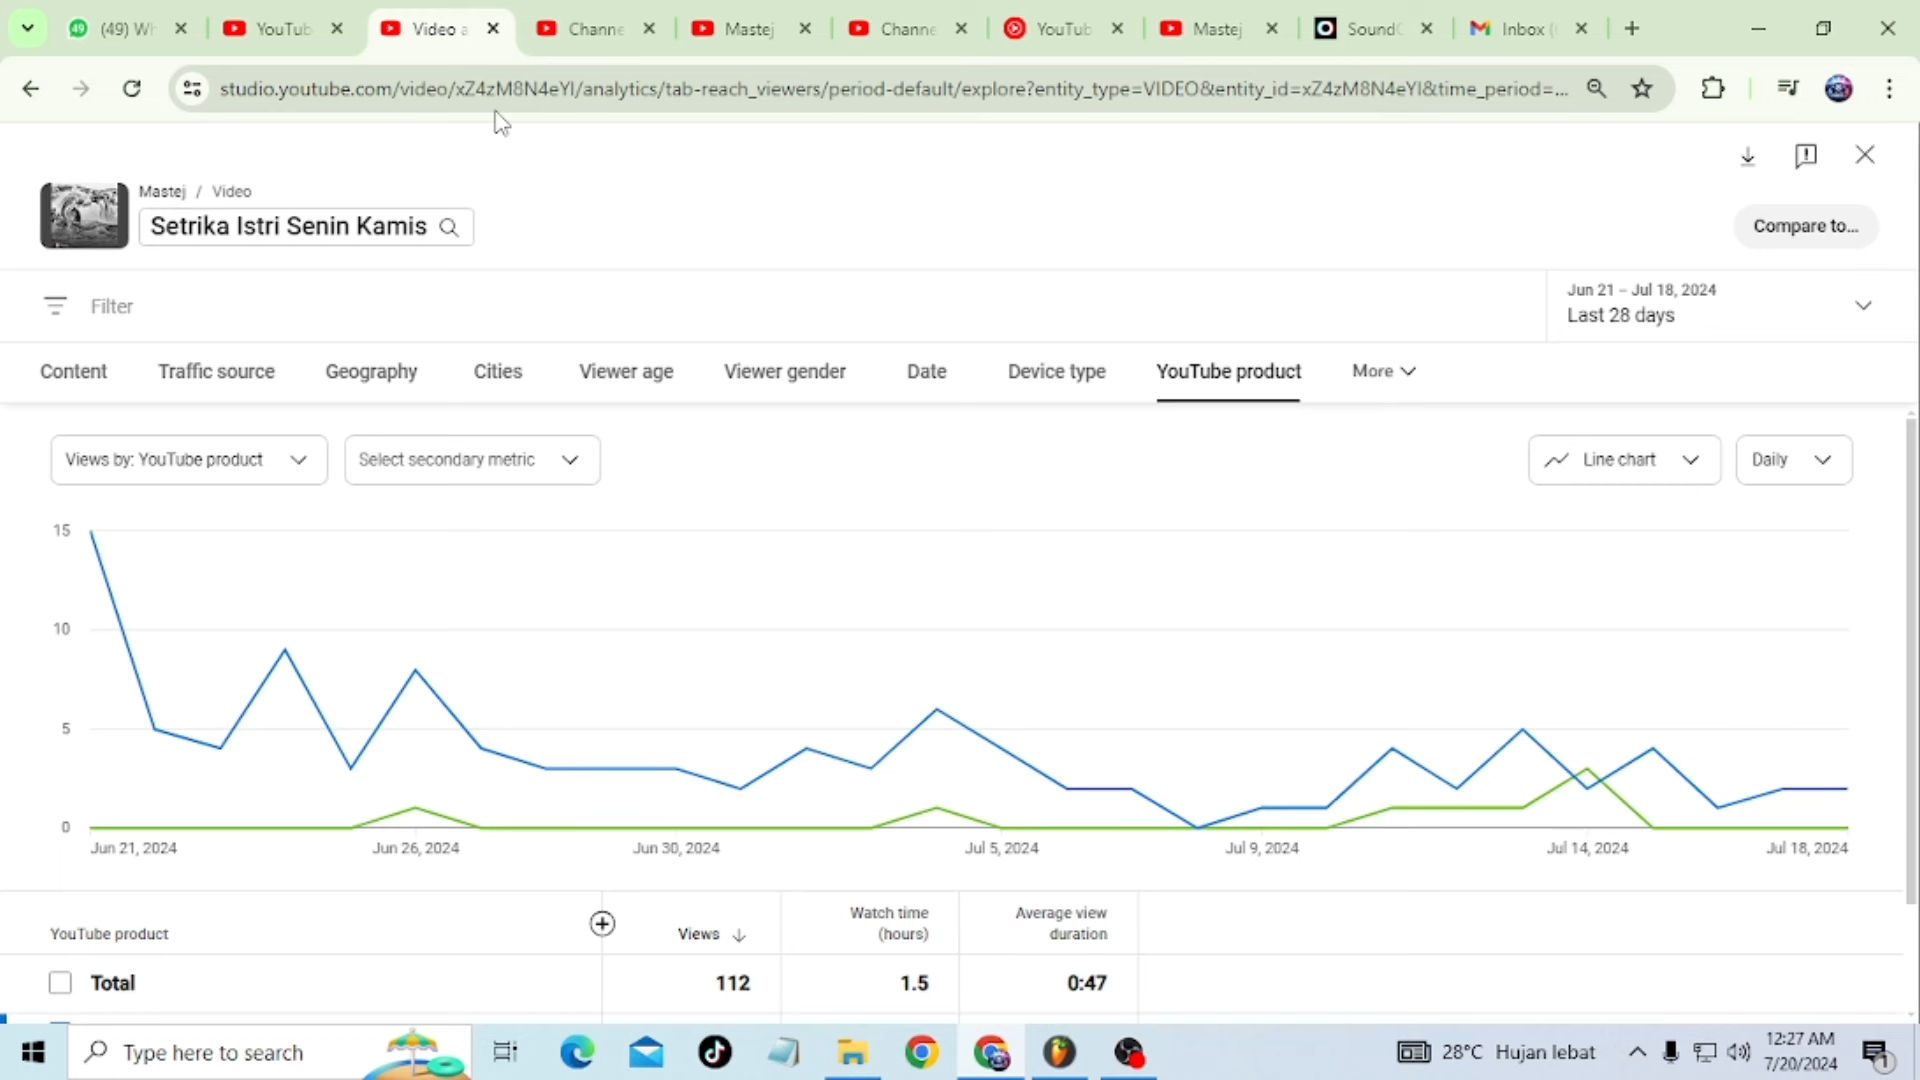 (49) W
YouTub
Video a
Channe
Mastej
Channe
YouTub
Mastej
SoundC
Inbox (
studio.youtube.com/video/xZ4zM8N4eYI/analytics/tab-reach_viewers/period-default/explore?entity_type=VIDEO&entity_id=xZ4zM8N4eYI&time_period=...
Mastej / Video
Setrika Istri Senin Kamis
Compare to...
Filter
Jun 21 – Jul 18, 2024
Last 28 days
Content Traffic source Geography Cities Viewer age Viewer gender Date Device type YouTube product More
Views by: YouTube product
Select secondary metric
Line chart
Daily
15
10
5
0
Jun 21, 2024 Jun 26, 2024 Jun 30, 2024 Jul 5, 2024 Jul 9, 2024 Jul 14, 2024 Jul 18, 2024
YouTube product
Views
Watch time
(hours)
Average view
duration
Total 112 1.5 0:47
Type here to search
28°C Hujan lebat
12:27 AM
7/20/2024
1